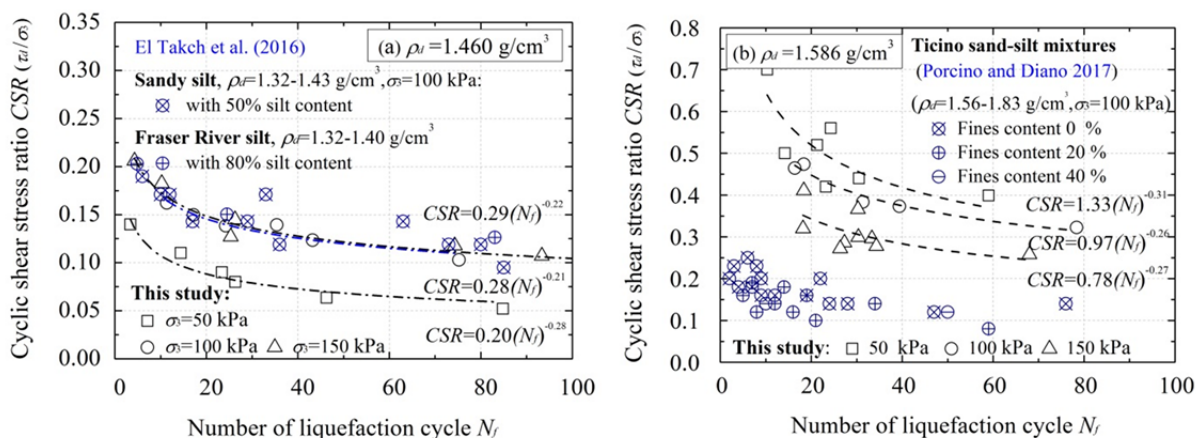 0.35
0.30
0.25
0.20
0.15
0.10
0.05
0.00
Cyclic shear stress ratio CSR (τd/σ3)
El Takch et al. (2016)
(a) ρd =1.460 g/cm³
Sandy silt, ρd=1.32-1.43 g/cm³, σ3=100 kPa:
with 50% silt content
Fraser River silt, ρd=1.32-1.40 g/cm³
with 80% silt content
CSR=0.29(Nf)^-0.22
CSR=0.28(Nf)^-0.21
CSR=0.20(Nf)^-0.28
This study:
σ3=50 kPa
σ3=100 kPa σ3=150 kPa
0 20 40 60 80 100
Number of liquefaction cycle Nf
0.8
0.7
0.6
0.5
0.4
0.3
0.2
0.1
0.0
Cyclic shear stress ratio CSR (τd/σ3)
(b) ρd =1.586 g/cm³
Ticino sand-silt mixtures
(Porcino and Diano 2017)
(ρd=1.56-1.83 g/cm³, σ3=100 kPa)
Fines content 0 %
Fines content 20 %
Fines content 40 %
CSR=1.33(Nf)^-0.31
CSR=0.97(Nf)^-0.26
CSR=0.78(Nf)^-0.27
This study: 50 kPa 100 kPa 150 kPa
0 20 40 60 80 100
Number of liquefaction cycle Nf